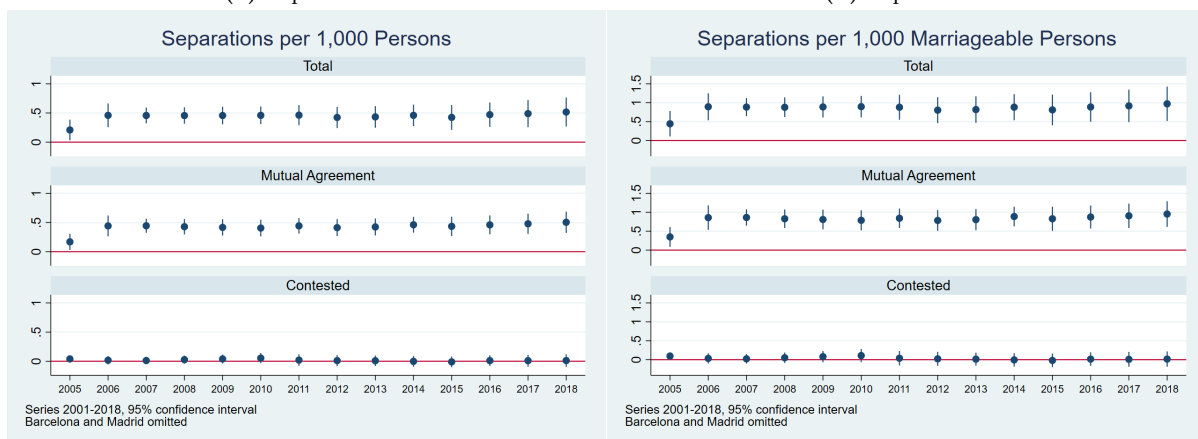 Separations per 1,000 Persons
Total
1
.5
0
Mutual Agreement
1
.5
0
Contested
1
.5
0
2005 2006 2007 2008 2009 2010 2011 2012 2013 2014 2015 2016 2017 2018
Series 2001-2018, 95% confidence interval
Barcelona and Madrid omitted
Separations per 1,000 Marriageable Persons
Total
1.5
1
.5
0
Mutual Agreement
1.5
1
.5
0
Contested
1.5
1
.5
0
2005 2006 2007 2008 2009 2010 2011 2012 2013 2014 2015 2016 2017 2018
Series 2001-2018, 95% confidence interval
Barcelona and Madrid omitted